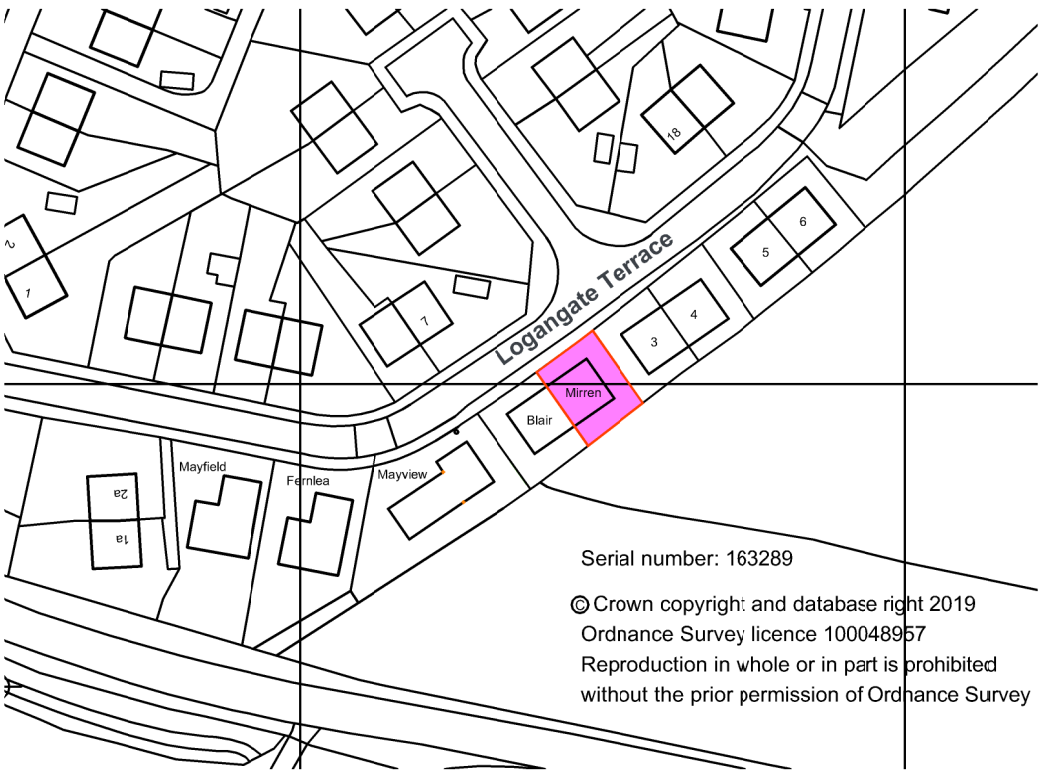 18
6
5
2
1
Logangate Terrace
4
7
3
Mirren
Blair
Mayfield
Fernlea
Mayview
2a
1a
Serial number: 163289
© Crown copyright and database right 2019
Ordnance Survey licence 100048957
Reproduction in whole or in part is prohibited
without the prior permission of Ordnance Survey